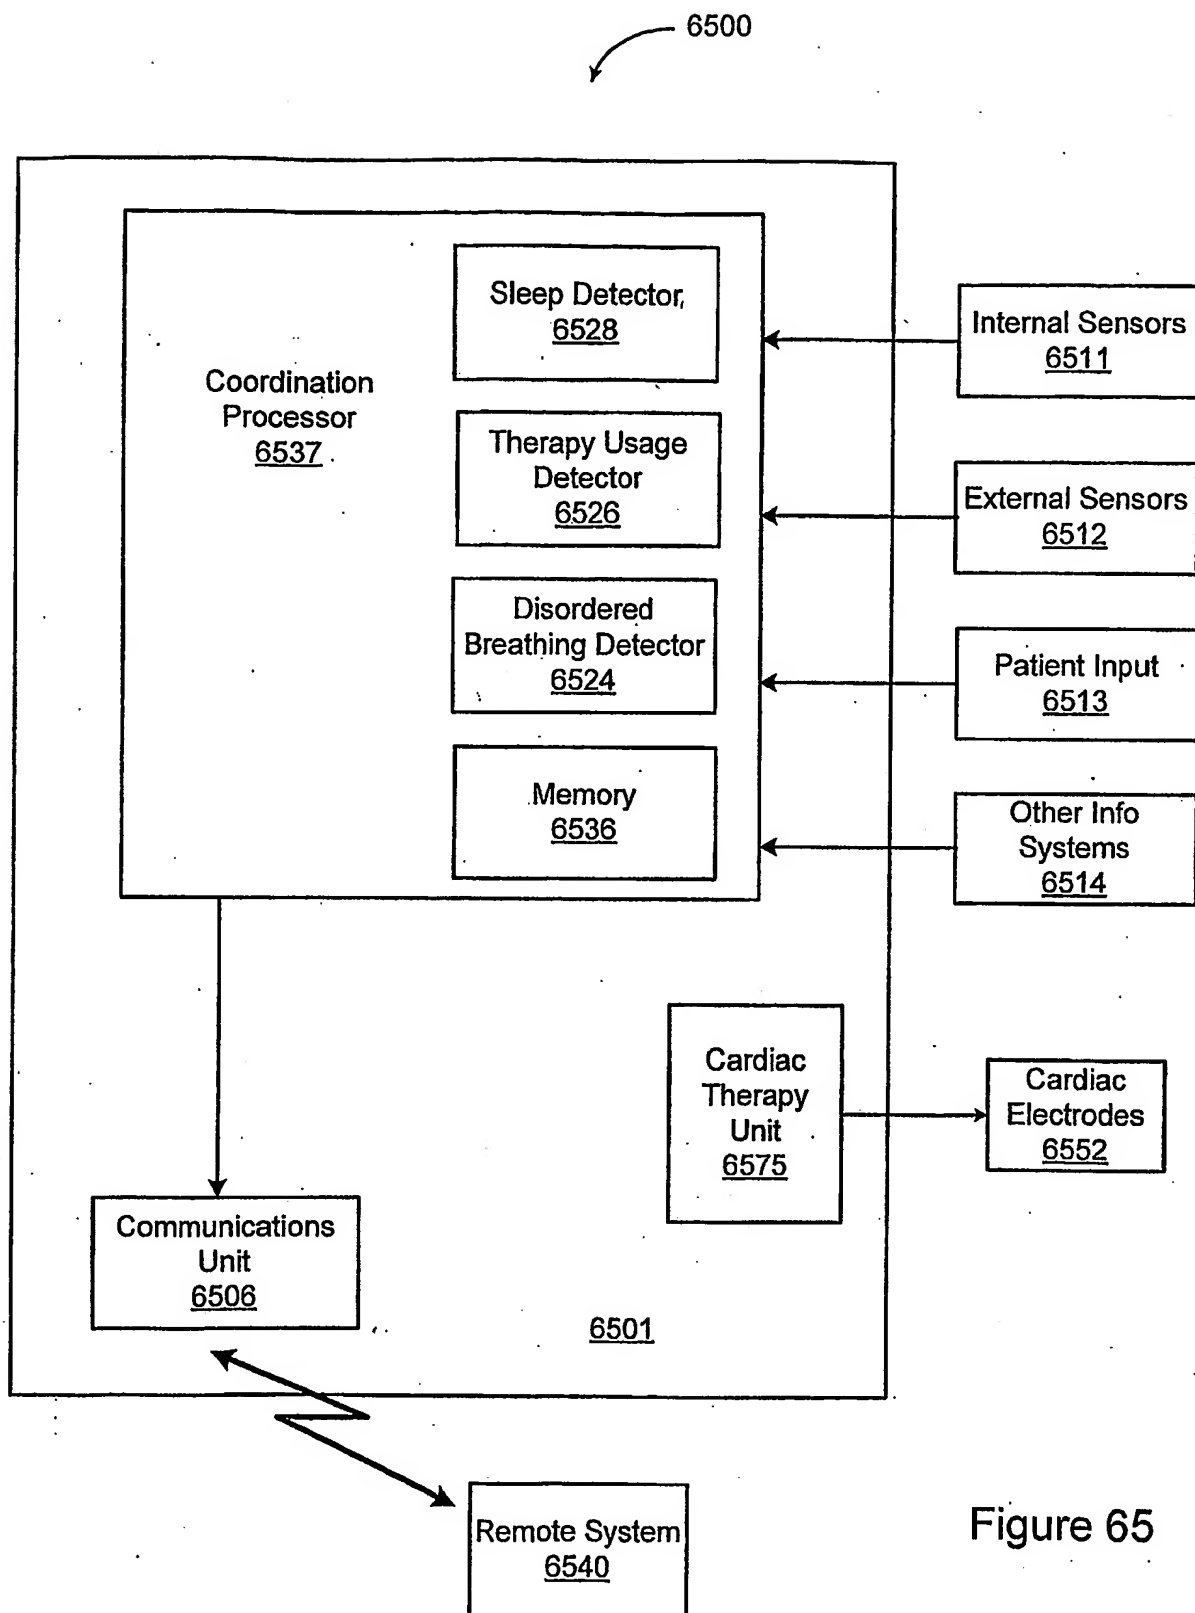 6500
Sleep Detector
6528
Coordination
Processor
6537
Therapy Usage
Detector
6526
Disordered
Breathing Detector
6524
Memory
6536
Internal Sensors
6511
External Sensors
6512
Patient Input
6513
Other Info
Systems
6514
Cardiac
Therapy
Unit
6575
Cardiac
Electrodes
6552
Communications
Unit
6506
6501
Remote System
6540
Figure 65